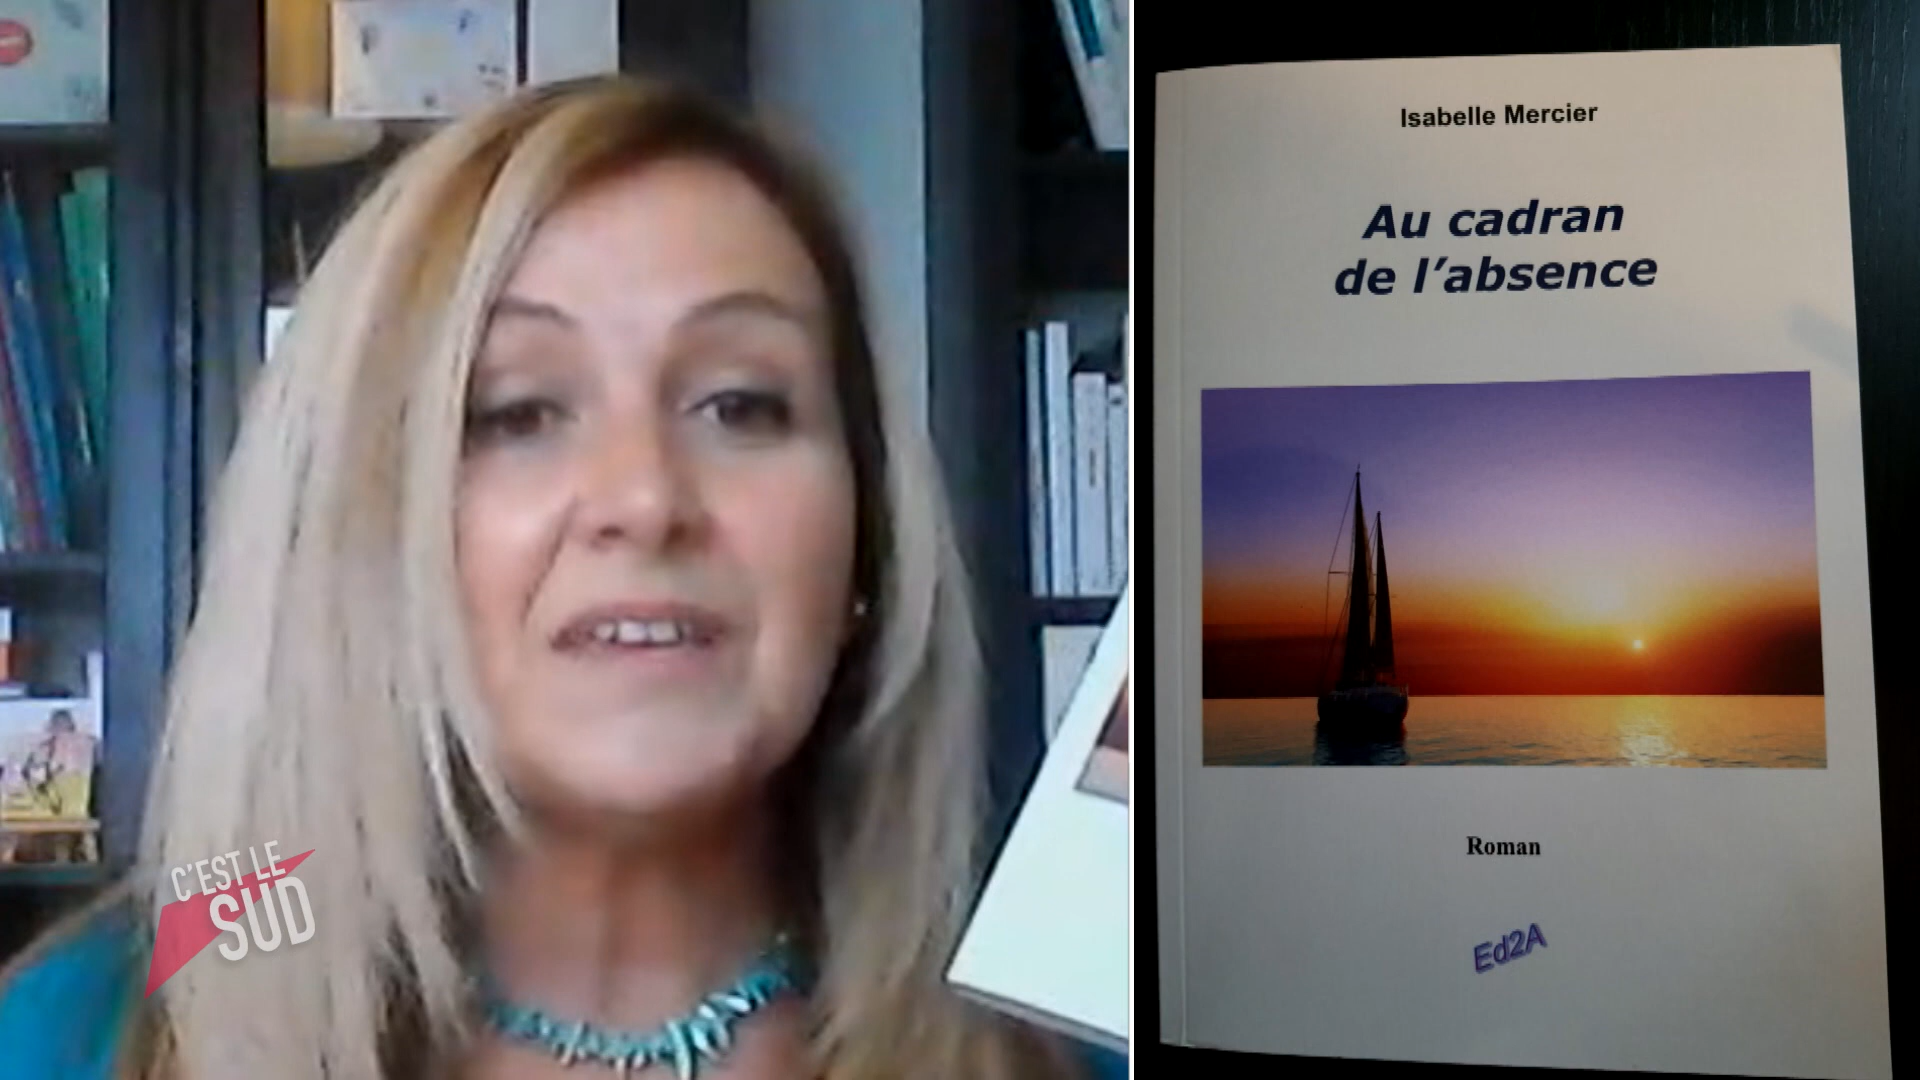 C'EST LE
SUD
Isabelle Mercier
Au cadran
de l'absence
Roman
Ed2A